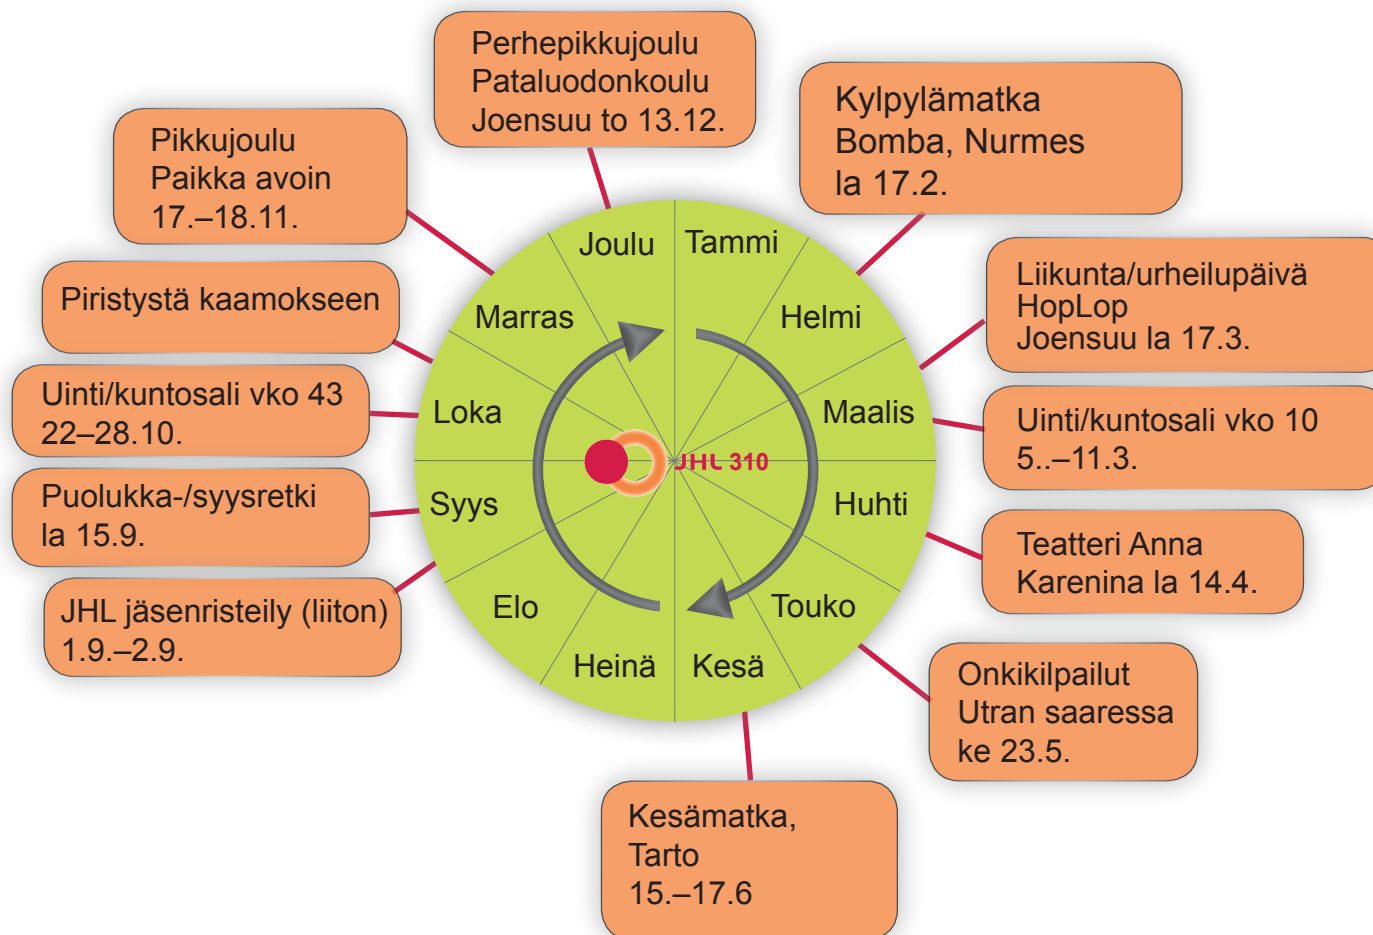 Perhepikkujoulu
Pataluodonkoulu
Joensuu to 13.12.
Kylpylämatka
Bomba, Nurmes
la 17.2.
Pikkujoulu
Paikka avoin
17.–18.11.
Liikunta/urheilupäivä
HopLop
Joensuu la 17.3.
Piristystä kaamokseen
Uinti/kuntosali vko 43
22–28.10.
Uinti/kuntosali vko 10
5..–11.3.
Puolukka-/syysretki
la 15.9.
Teatteri Anna
Karenina la 14.4.
JHL jäsenristeily (liiton)
1.9.–2.9.
Onkikilpailut
Utran saaressa
ke 23.5.
Kesämatka,
Tarto
15.–17.6
Tammi
Helmi
Maalis
Huhti
Touko
Kesä
Heinä
Elo
Syys
Loka
Marras
Joulu
JHL 310